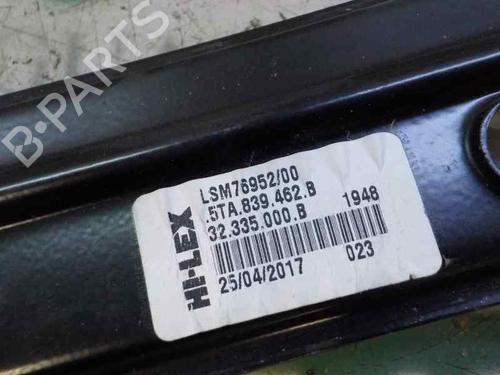 B-PARTS
HI-LEX
LSM76952/00
5TA.839.462.B
32.335.000.B 1948
25/04/2017 023